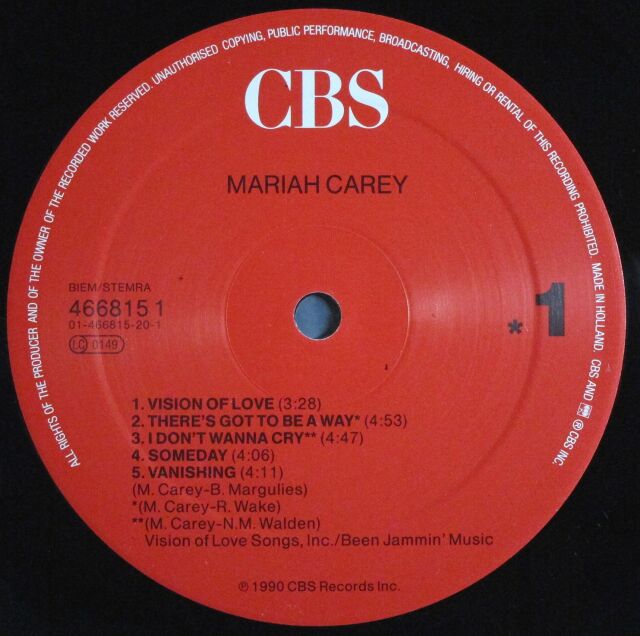 ALL RIGHTS OF THE PRODUCER AND OF THE OWNER OF THE RECORDED WORK RESERVED. UNAUTHORISED COPYING, PUBLIC PERFORMANCE, BROADCASTING, HIRING OR RENTAL OF THIS RECORDING PROHIBITED. MADE IN HOLLAND. CBS AND ® CBS INC.
CBS
MARIAH CAREY
BIEM/STEMRA
466815 1
01-466815-20-1
LC 0149
* 1
1. VISION OF LOVE (3:28)
2. THERE'S GOT TO BE A WAY* (4:53)
3. I DON'T WANNA CRY** (4:47)
4. SOMEDAY (4:06)
5. VANISHING (4:11)
(M. Carey-B. Margulies)
*(M. Carey-R. Wake)
**(M. Carey-N.M. Walden)
Vision of Love Songs, Inc./Been Jammin' Music
℗ 1990 CBS Records Inc.